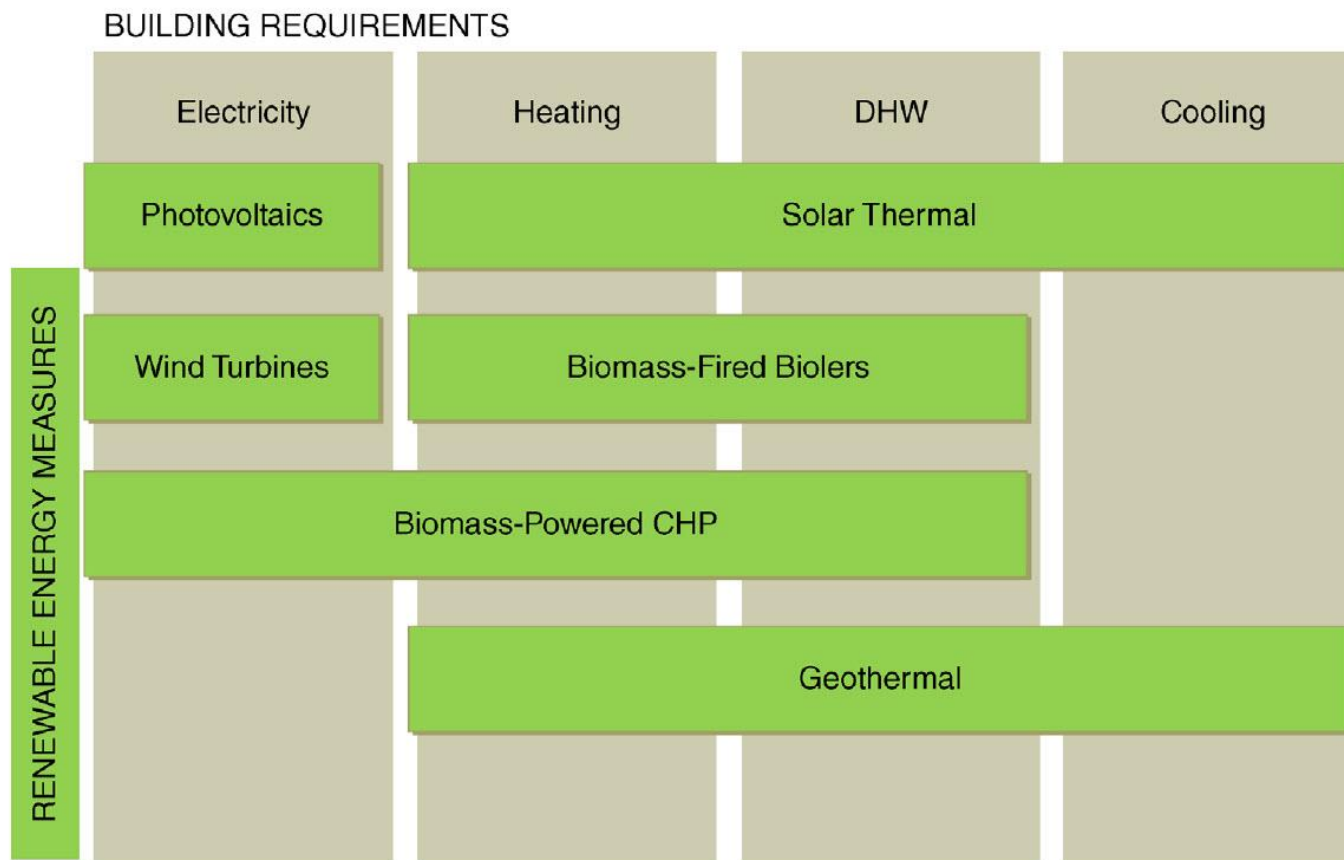 BUILDING REQUIREMENTS
Electricity
Heating
DHW
Cooling
Photovoltaics
Solar Thermal
Wind Turbines
Biomass-Fired Biolers
Biomass-Powered CHP
Geothermal
RENEWABLE ENERGY MEASURES